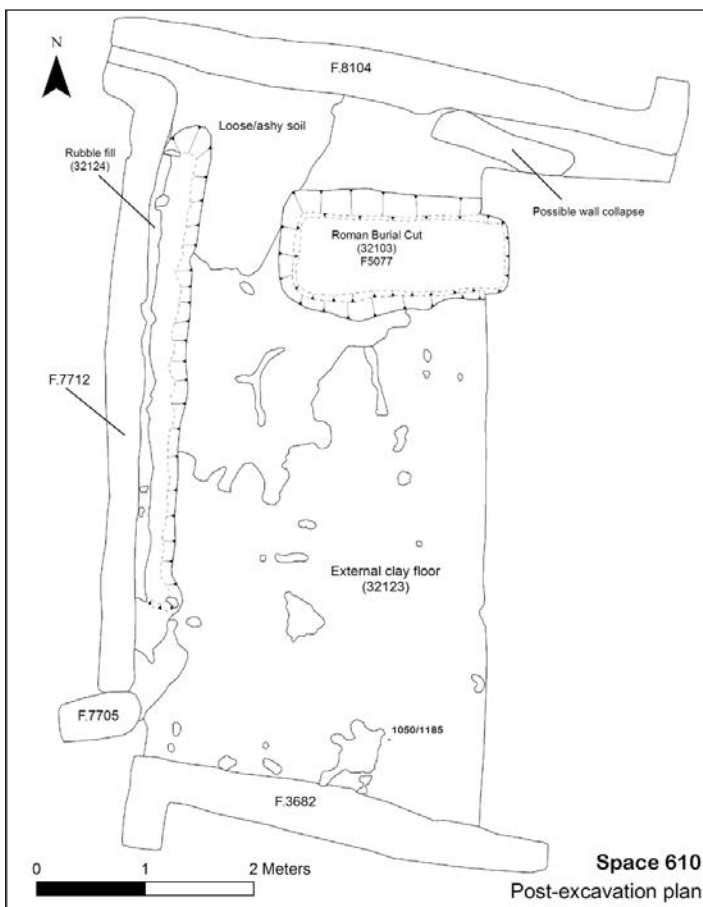 N
F.8104
Loose/ashy soil
Rubble fill
(32124)
Possible wall collapse
Roman Burial Cut
(32103)
F5077
F.7712
External clay floor
(32123)
F.7705
1050/1185
F.3682
0 1 2 Meters
Space 610
Post-excavation plan